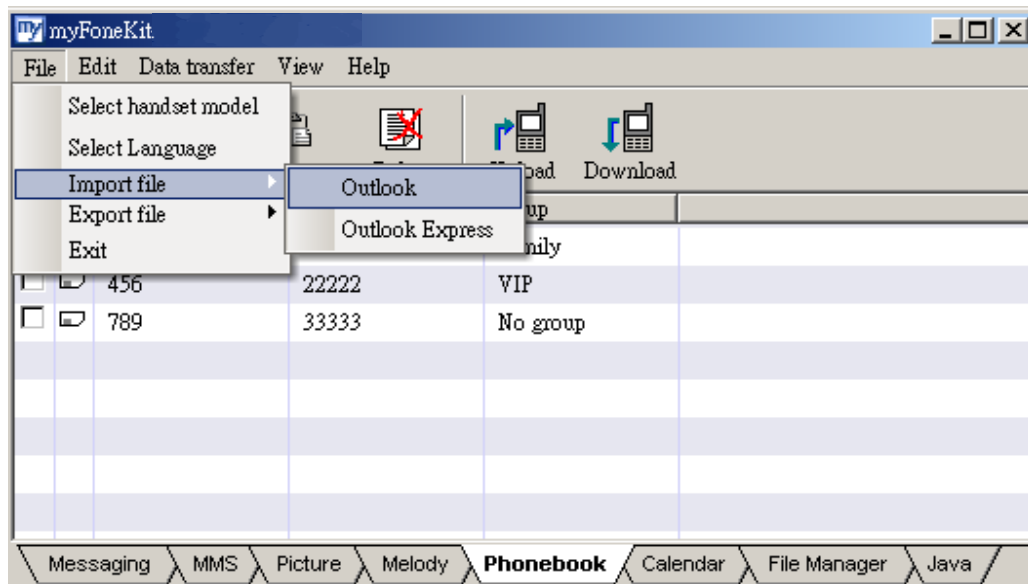 my myFoneKit
File Edit Data transfer View Help
Select handset model
Select Language
Import file
Export file
Exit
Outlook
Outlook Express
Download
456 22222 VIP
789 33333 No group
Messaging MMS Picture Melody Phonebook Calendar File Manager Java